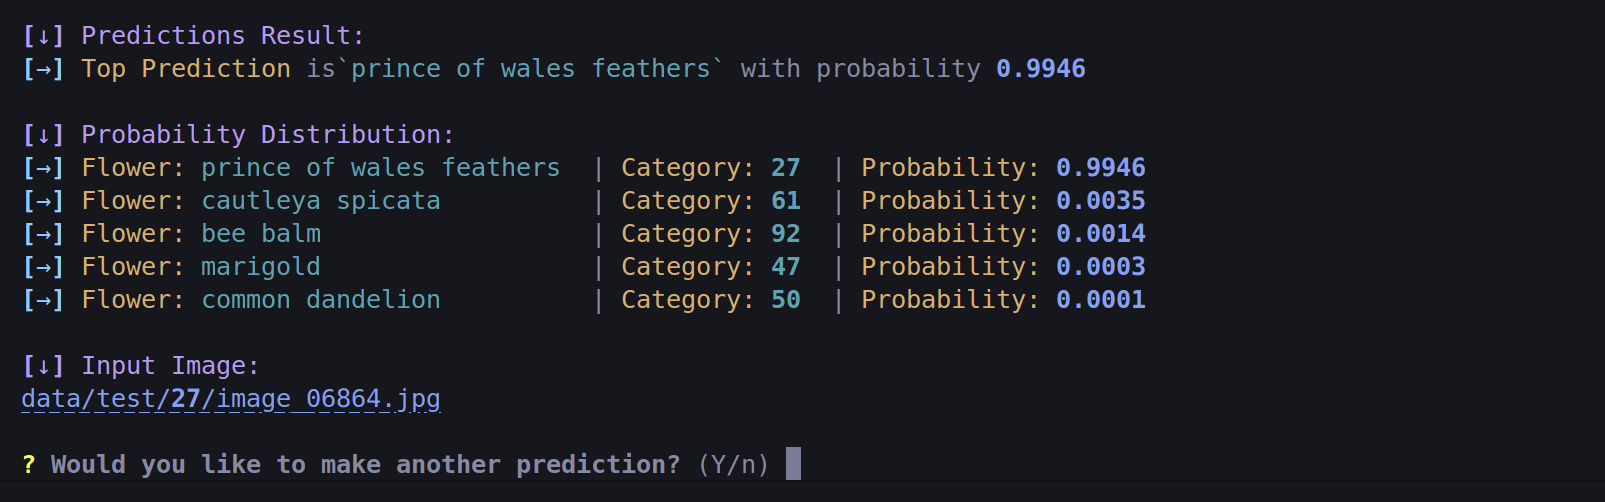 [↓] Predictions Result:
[→] Top Prediction is`prince of wales feathers` with probability 0.9946
[↓] Probability Distribution:
[→] Flower: prince of wales feathers | Category: 27 | Probability: 0.9946
[→] Flower: cautleya spicata | Category: 61 | Probability: 0.0035
[→] Flower: bee balm | Category: 92 | Probability: 0.0014
[→] Flower: marigold | Category: 47 | Probability: 0.0003
[→] Flower: common dandelion | Category: 50 | Probability: 0.0001
[↓] Input Image:
data/test/27/image_06864.jpg
? Would you like to make another prediction? (Y/n)